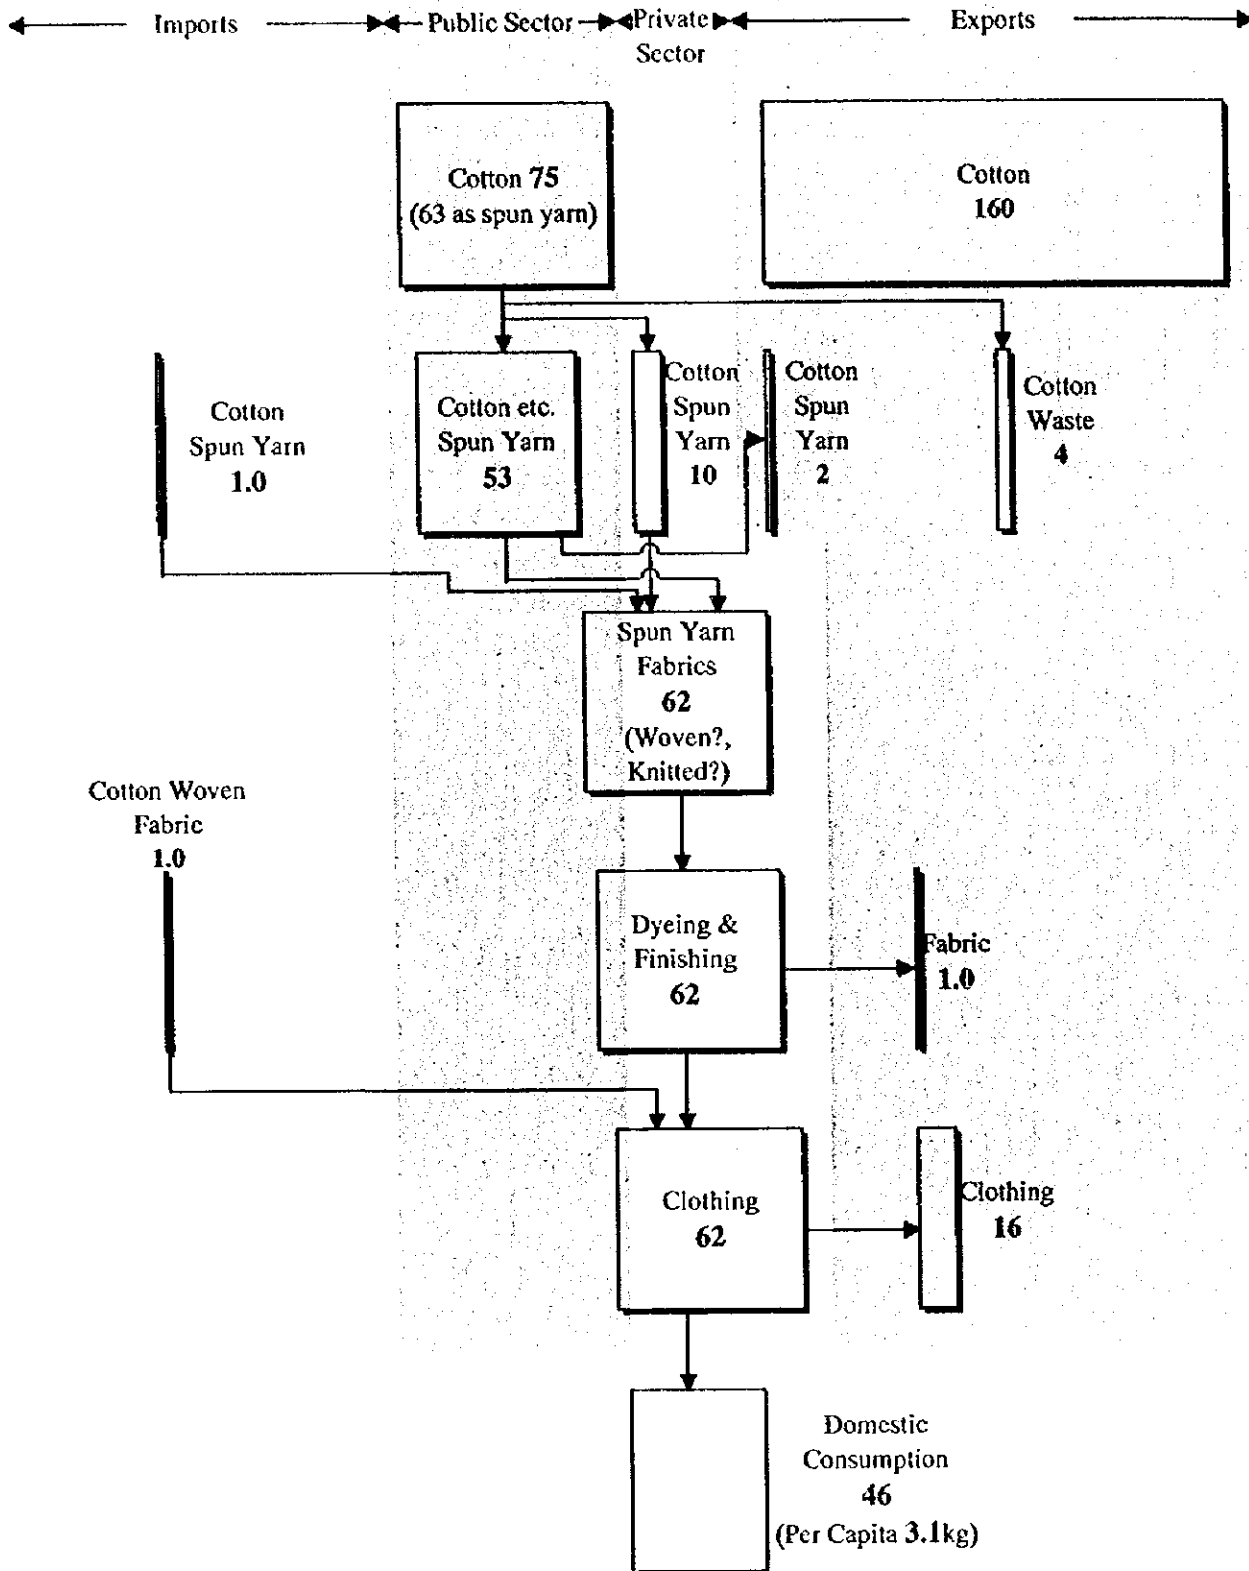 Imports
Public Sector
Private
Sector
Exports
Cotton 75
(63 as spun yarn)
Cotton
160
Cotton
Spun Yarn
1.0
Cotton etc.
Spun Yarn
53
Cotton
Spun
Yarn
10
Cotton
Spun
Yarn
2
Cotton
Waste
4
Spun Yarn
Fabrics
62
(Woven?,
Knitted?)
Cotton Woven
Fabric
1.0
Dyeing &
Finishing
62
Fabric
1.0
Clothing
62
Clothing
16
Domestic
Consumption
46
(Per Capita 3.1kg)